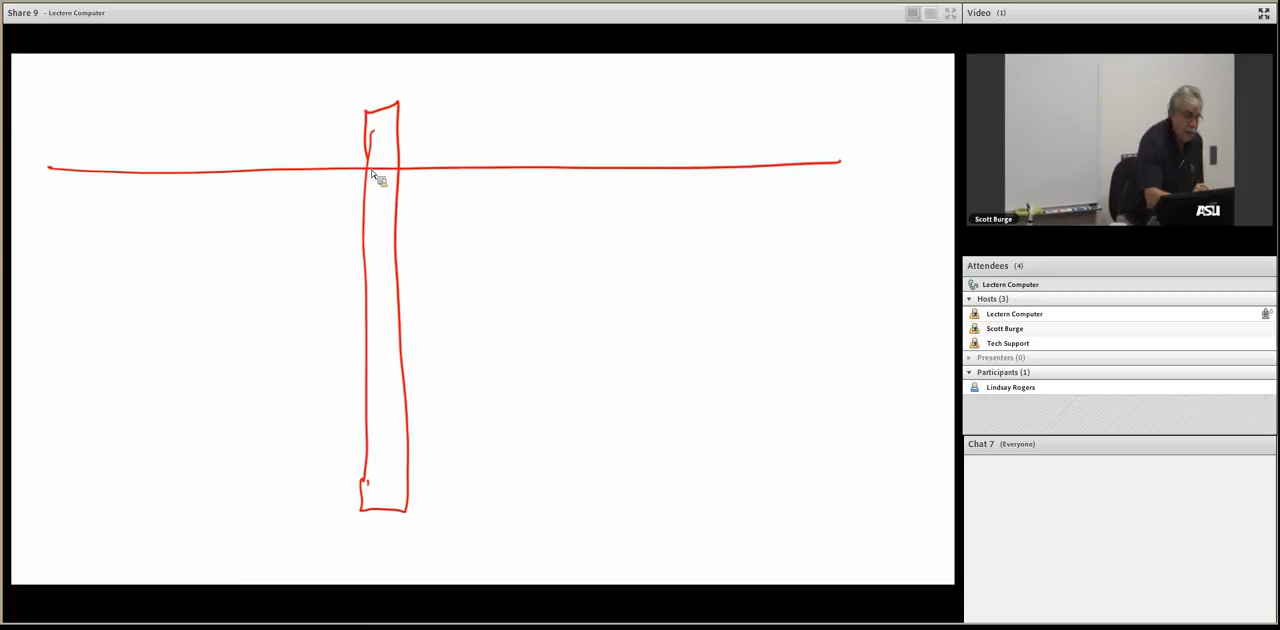 Share 9 - Lectern Computer
Video (1)
ASU
Scott Burge
Attendees (4)
Lectern Computer
Hosts (3)
Lectern Computer
Scott Burge
Tech Support
Presenters (0)
Participants (1)
Lindsay Rogers
Chat 7 (Everyone)